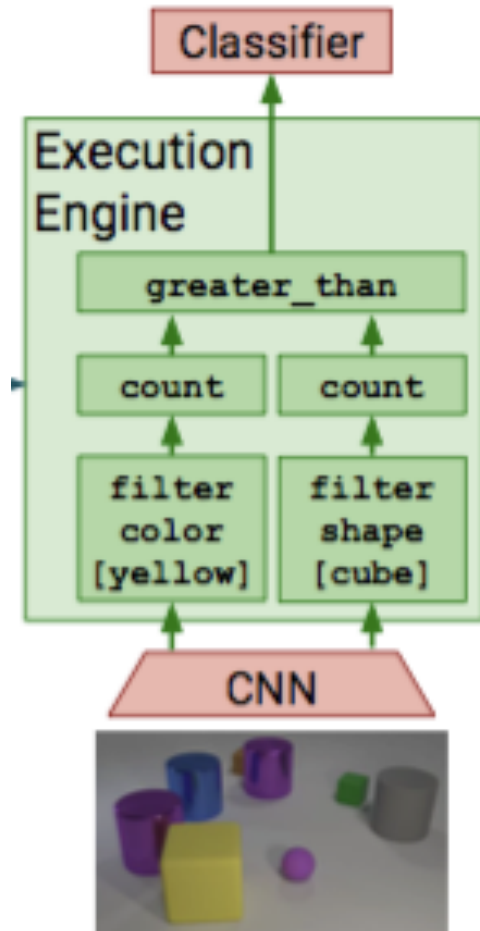 Classifier
Execution
Engine
greater_than
count
count
filter
color
[yellow]
filter
shape
[cube]
CNN